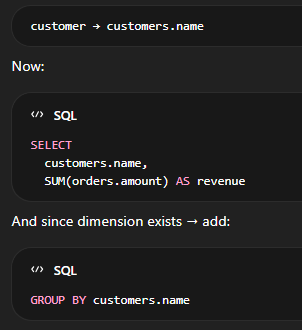 customer → customers.name
Now:
</> SQL
SELECT
  customers.name,
  SUM(orders.amount) AS revenue
And since dimension exists → add:
</> SQL
GROUP BY customers.name